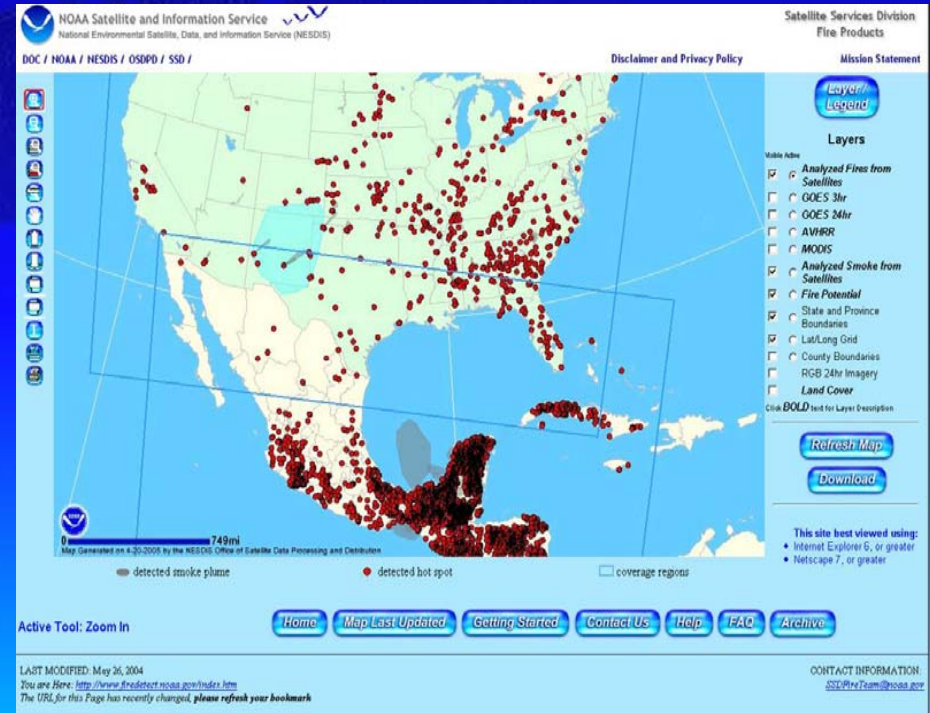 NOAA Satellite and Information Service
National Environmental Satellite, Data, and Information Service (NESDIS)
Satellite Services Division
Fire Products
DOC / NOAA / NESDIS / OSDPD / SSD /
Disclaimer and Privacy Policy
Mission Statement
Layer /
Legend
Layers
Visible Active
Analyzed Fires from
Satellites
GOES 3hr
GOES 24hr
AVHRR
MODIS
Analyzed Smoke from
Satellites
Fire Potential
State and Province
Boundaries
Lat/Long Grid
County Boundaries
RGB 24hr Imagery
Land Cover
Click BOLD text for Layer Description
Refresh Map
Download
This site best viewed using:
Internet Explorer 6, or greater
Netscape 7, or greater
0 749mi
Map Generated on 4-20-2005 by the NESDIS Office of Satellite Data Processing and Distribution
detected smoke plume
detected hot spot
coverage regions
Active Tool: Zoom In
Home
Map Last Updated
Getting Started
Contact Us
Help
FAQ
Archive
LAST MODIFIED: May 26, 2004
You are Here: http://www.firedetect.noaa.gov/index.htm
The URL for this Page has recently changed, please refresh your bookmark
CONTACT INFORMATION:
SSDFireTeam@noaa.gov